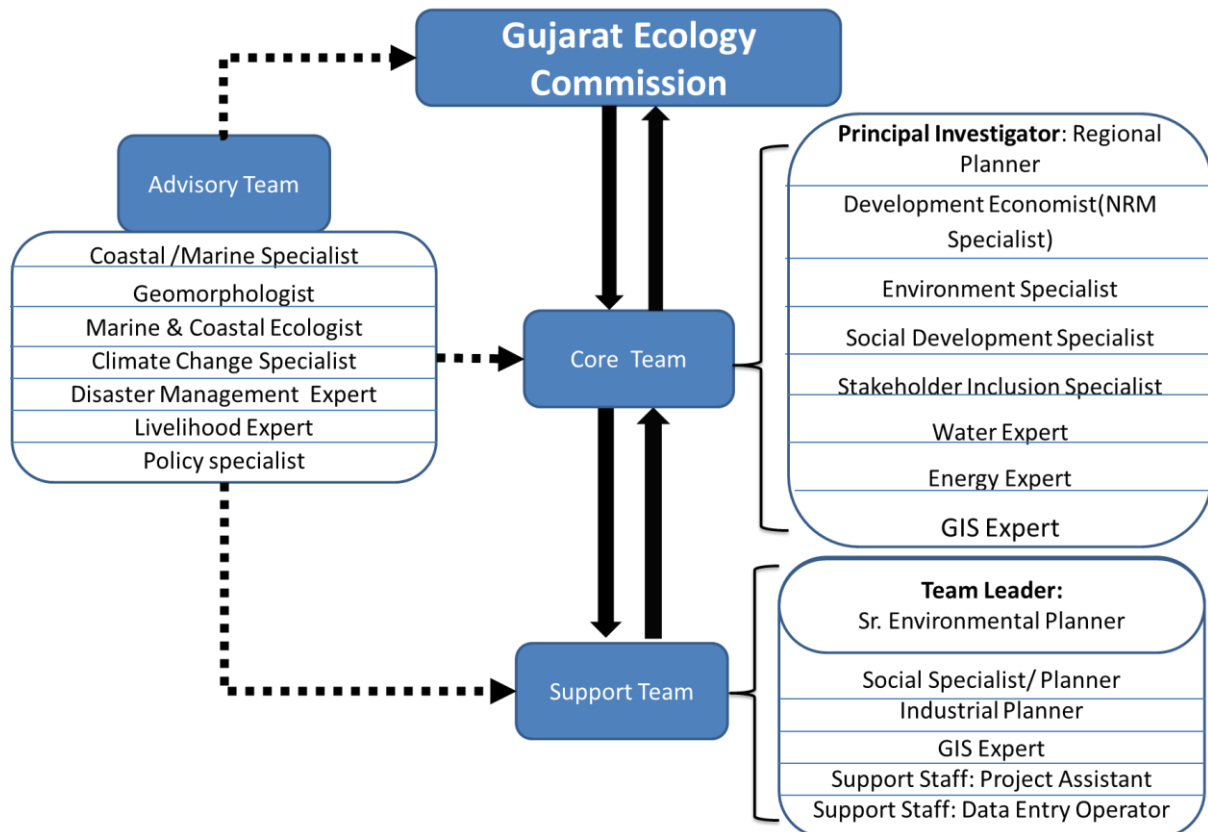 Gujarat Ecology
Commission
Advisory Team
Coastal /Marine Specialist
Geomorphologist
Marine & Coastal Ecologist
Climate Change Specialist
Disaster Management Expert
Livelihood Expert
Policy specialist
Core Team
Support Team
Principal Investigator: Regional
Planner
Development Economist(NRM
Specialist)
Environment Specialist
Social Development Specialist
Stakeholder Inclusion Specialist
Water Expert
Energy Expert
GIS Expert
Team Leader:
Sr. Environmental Planner
Social Specialist/ Planner
Industrial Planner
GIS Expert
Support Staff: Project Assistant
Support Staff: Data Entry Operator